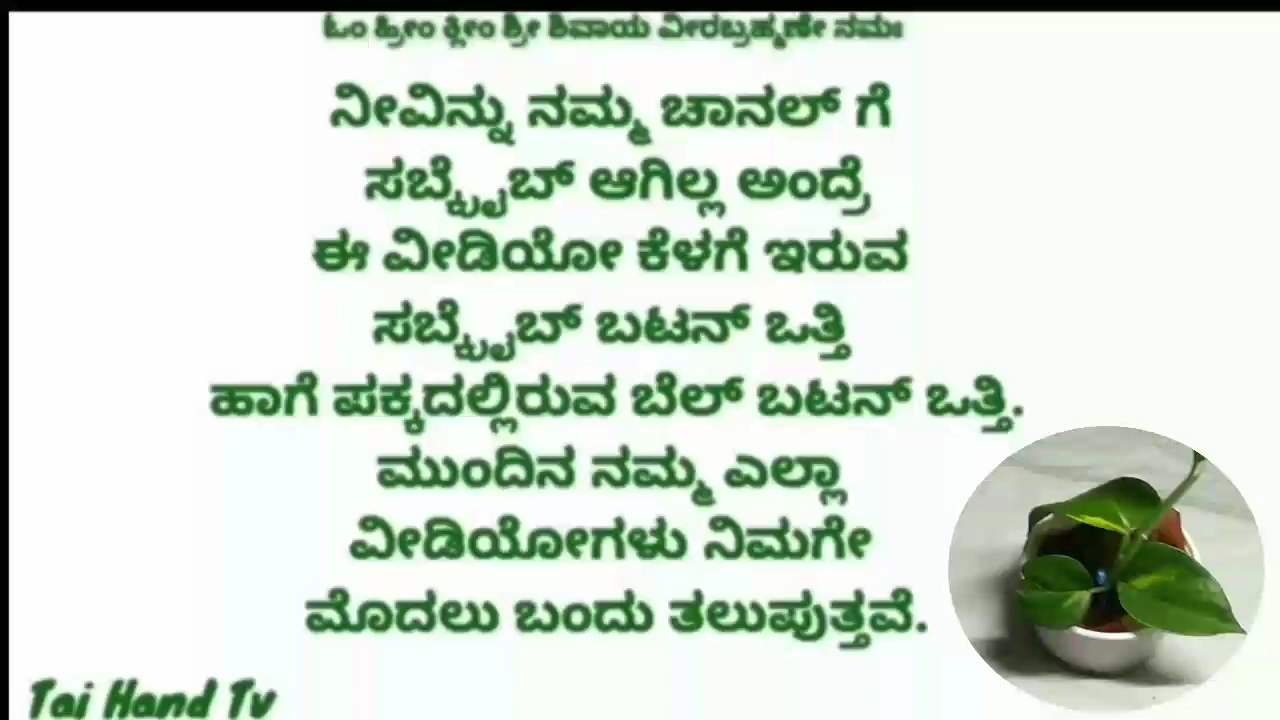 ಓಂ ಹ್ರೀಂ ಕ್ಲೀಂ ಶ್ರೀ ಶಿವಾಯ ವೀರಬ್ರಹ್ಮಣೇ ನಮಃ
ನೀವಿನ್ನು ನಮ್ಮ ಚಾನಲ್ ಗೆ
ಸಬ್ಸ್ಕ್ರೈಬ್ ಆಗಿಲ್ಲ ಅಂದ್ರೆ
ಈ ವೀಡಿಯೋ ಕೆಳಗೆ ಇರುವ
ಸಬ್ಸ್ಕ್ರೈಬ್ ಬಟನ್ ಒತ್ತಿ
ಹಾಗೆ ಪಕ್ಕದಲ್ಲಿರುವ ಬೆಲ್ ಬಟನ್ ಒತ್ತಿ.
ಮುಂದಿನ ನಮ್ಮ ಎಲ್ಲಾ
ವೀಡಿಯೋಗಳು ನಿಮಗೇ
ಮೊದಲು ಬಂದು ತಲುಪುತ್ತವೆ.
Taj Hand Tv